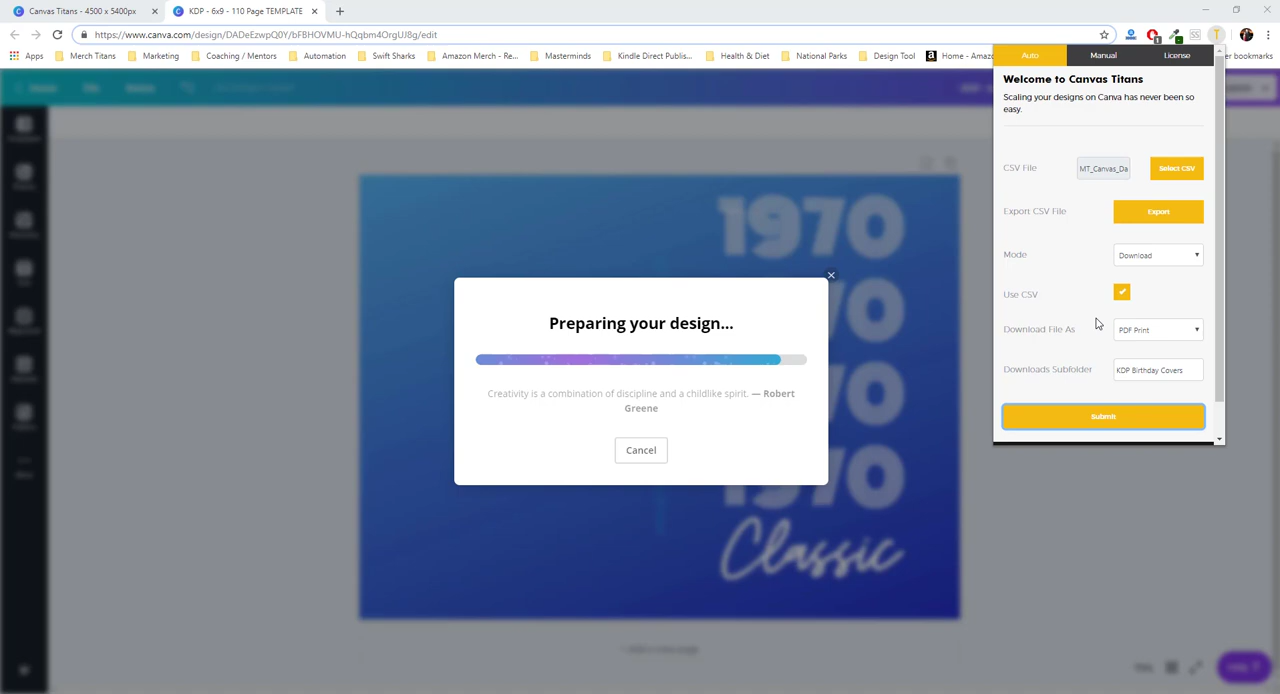 Canvas Titans - 4500 x 5400px
KDP - 6x9 - 110 Page TEMPLATE
https://www.canva.com/design/DADeEzwpQ0Y/bFBHOVMU-hQqbm4OrgUJ8g/edit
Apps
Merch Titans
Marketing
Coaching / Mentors
Automation
Swift Sharks
Amazon Merch - Re...
Masterminds
Kindle Direct Publis...
Health & Diet
National Parks
Design Tool
Home - Amazo
er bookmarks
Auto
Manual
License
Welcome to Canvas Titans
Scaling your designs on Canva has never been so
easy.
CSV File
MT_Canvas_Da
Select CSV
Export CSV File
Export
Mode
Download
Use CSV
Download File As
PDF Print
Downloads Subfolder
KDP Birthday Covers
Submit
Preparing your design...
Creativity is a combination of discipline and a childlike spirit. — Robert
Greene
Cancel
1970
1970
Classic